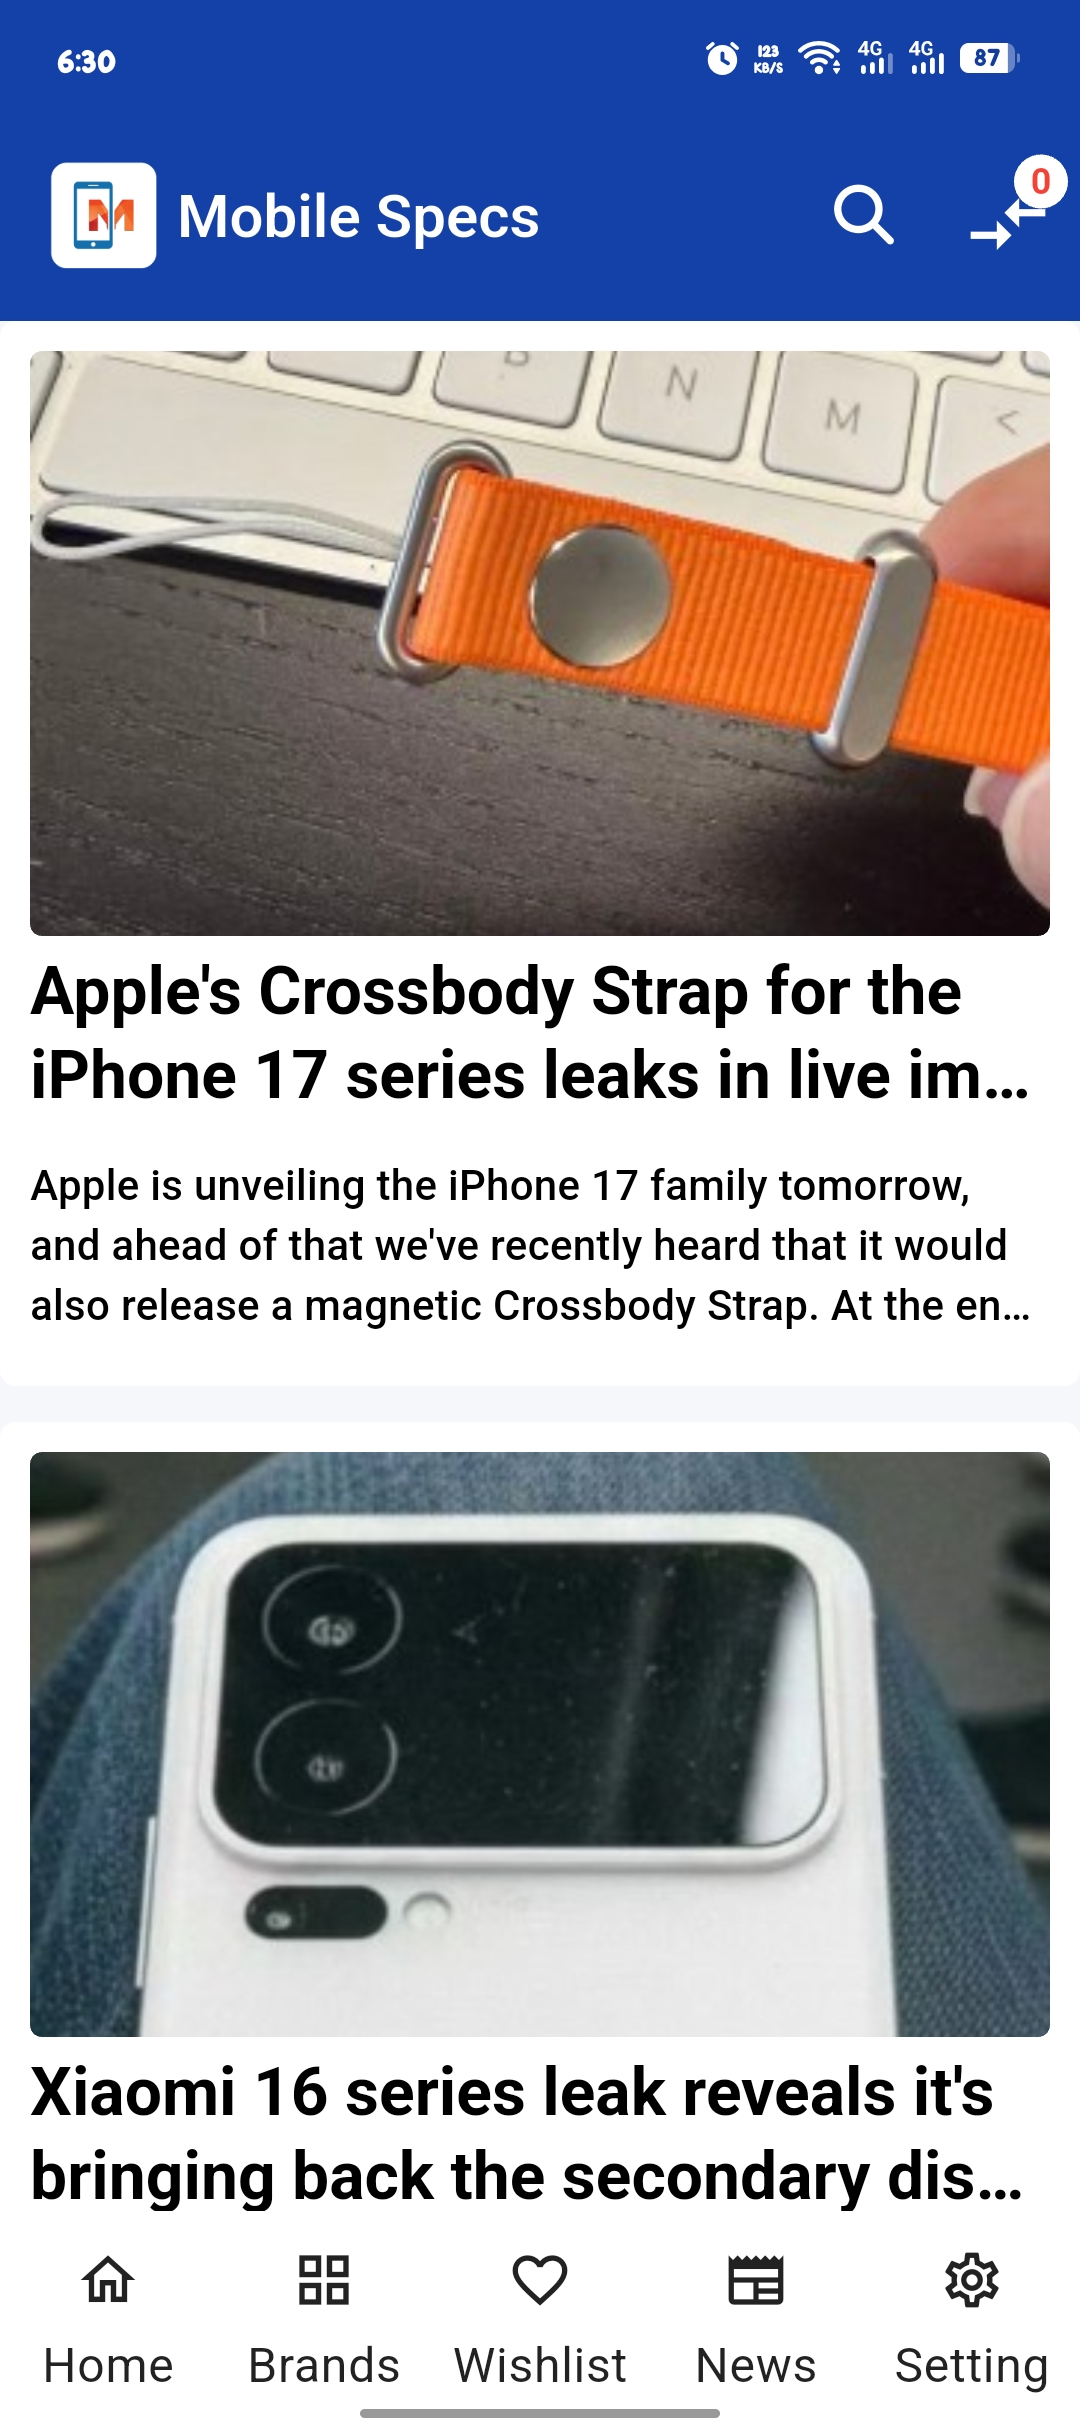 6:30
123
KB/S
4G
4G
87
M
Mobile Specs
0
B
N
M
<
Apple's Crossbody Strap for the
iPhone 17 series leaks in live im...
Apple is unveiling the iPhone 17 family tomorrow,
and ahead of that we've recently heard that it would
also release a magnetic Crossbody Strap. At the en...
Xiaomi 16 series leak reveals it's
bringing back the secondary dis...
Home
Brands
Wishlist
News
Setting